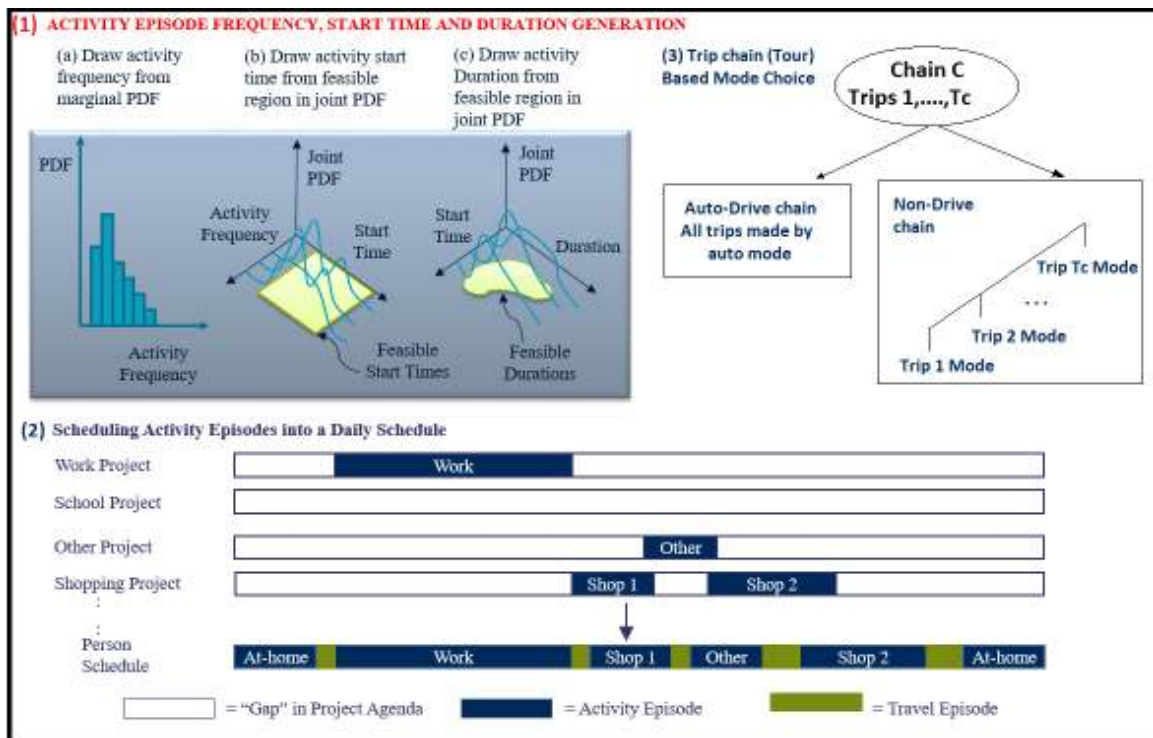 (1) ACTIVITY EPISODE FREQUENCY, START TIME AND DURATION GENERATION
(a) Draw activity
frequency from
marginal PDF
(b) Draw activity start
time from feasible
region in joint PDF
(c) Draw activity
Duration from
feasible region in
joint PDF
PDF
Activity
Frequency
Joint
PDF
Activity
Frequency
Start
Time
Feasible
Start Times
Joint
PDF
Start
Time
Duration
Feasible
Durations
(3) Trip chain (Tour)
Based Mode Choice
Chain C
Trips 1,....,Tc
Auto-Drive chain
All trips made by
auto mode
Non-Drive
chain
Trip Tc Mode
...
Trip 2 Mode
Trip 1 Mode
(2) Scheduling Activity Episodes into a Daily Schedule
Work Project
Work
School Project
Other Project
Other
Shopping Project
Shop 1
Shop 2
:
:
Person
Schedule
At-home
Work
Shop 1
Other
Shop 2
At-home
= "Gap" in Project Agenda
= Activity Episode
= Travel Episode